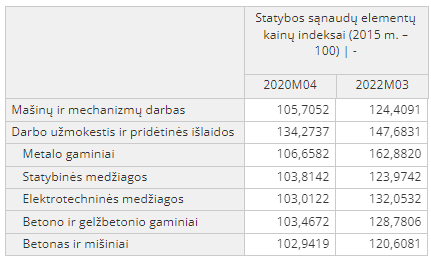 Statybos sąnaudų elementų
kainų indeksai (2015 m. –
100) | -
2020M04 2022M03
Mašinų ir mechanizmų darbas 105,7052 124,4091
Darbo užmokestis ir pridėtinės išlaidos 134,2737 147,6831
Metalo gaminiai 106,6582 162,8820
Statybinės medžiagos 103,8142 123,9742
Elektrotechninės medžiagos 103,0122 132,0532
Betono ir gelžbetonio gaminiai 103,4672 128,7806
Betonas ir mišiniai 102,9419 120,6081